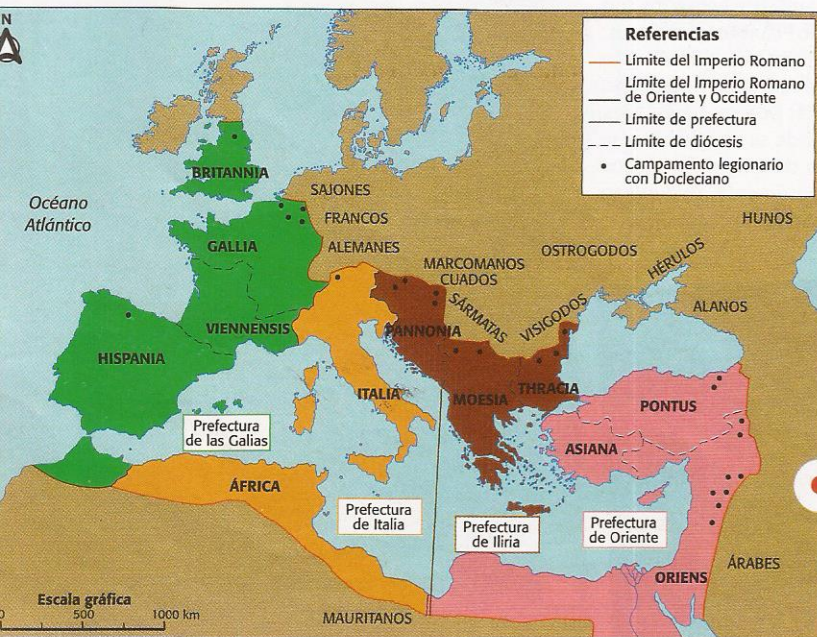 N
Referencias
Límite del Imperio Romano
Límite del Imperio Romano
de Oriente y Occidente
Límite de prefectura
Límite de diócesis
Campamento legionario
con Diocleciano
BRITANNIA
SAJONES
Océano
Atlántico
FRANCOS
HUNOS
GALLIA
ALEMANES
OSTROGODOS
HÉRULOS
MARCOMANOS
CUADOS
SÁRMATAS
VISIGODOS
ALANOS
VIENNENSIS
PANNONIA
HISPANIA
ITALIA
MOESIA
THRACIA
PONTUS
Prefectura
de las Galias
ASIANA
ÁFRICA
Prefectura
de Italia
Prefectura
de Iliria
Prefectura
de Oriente
ORIENS
ÁRABES
Escala gráfica
0 500 1000 km
MAURITANOS